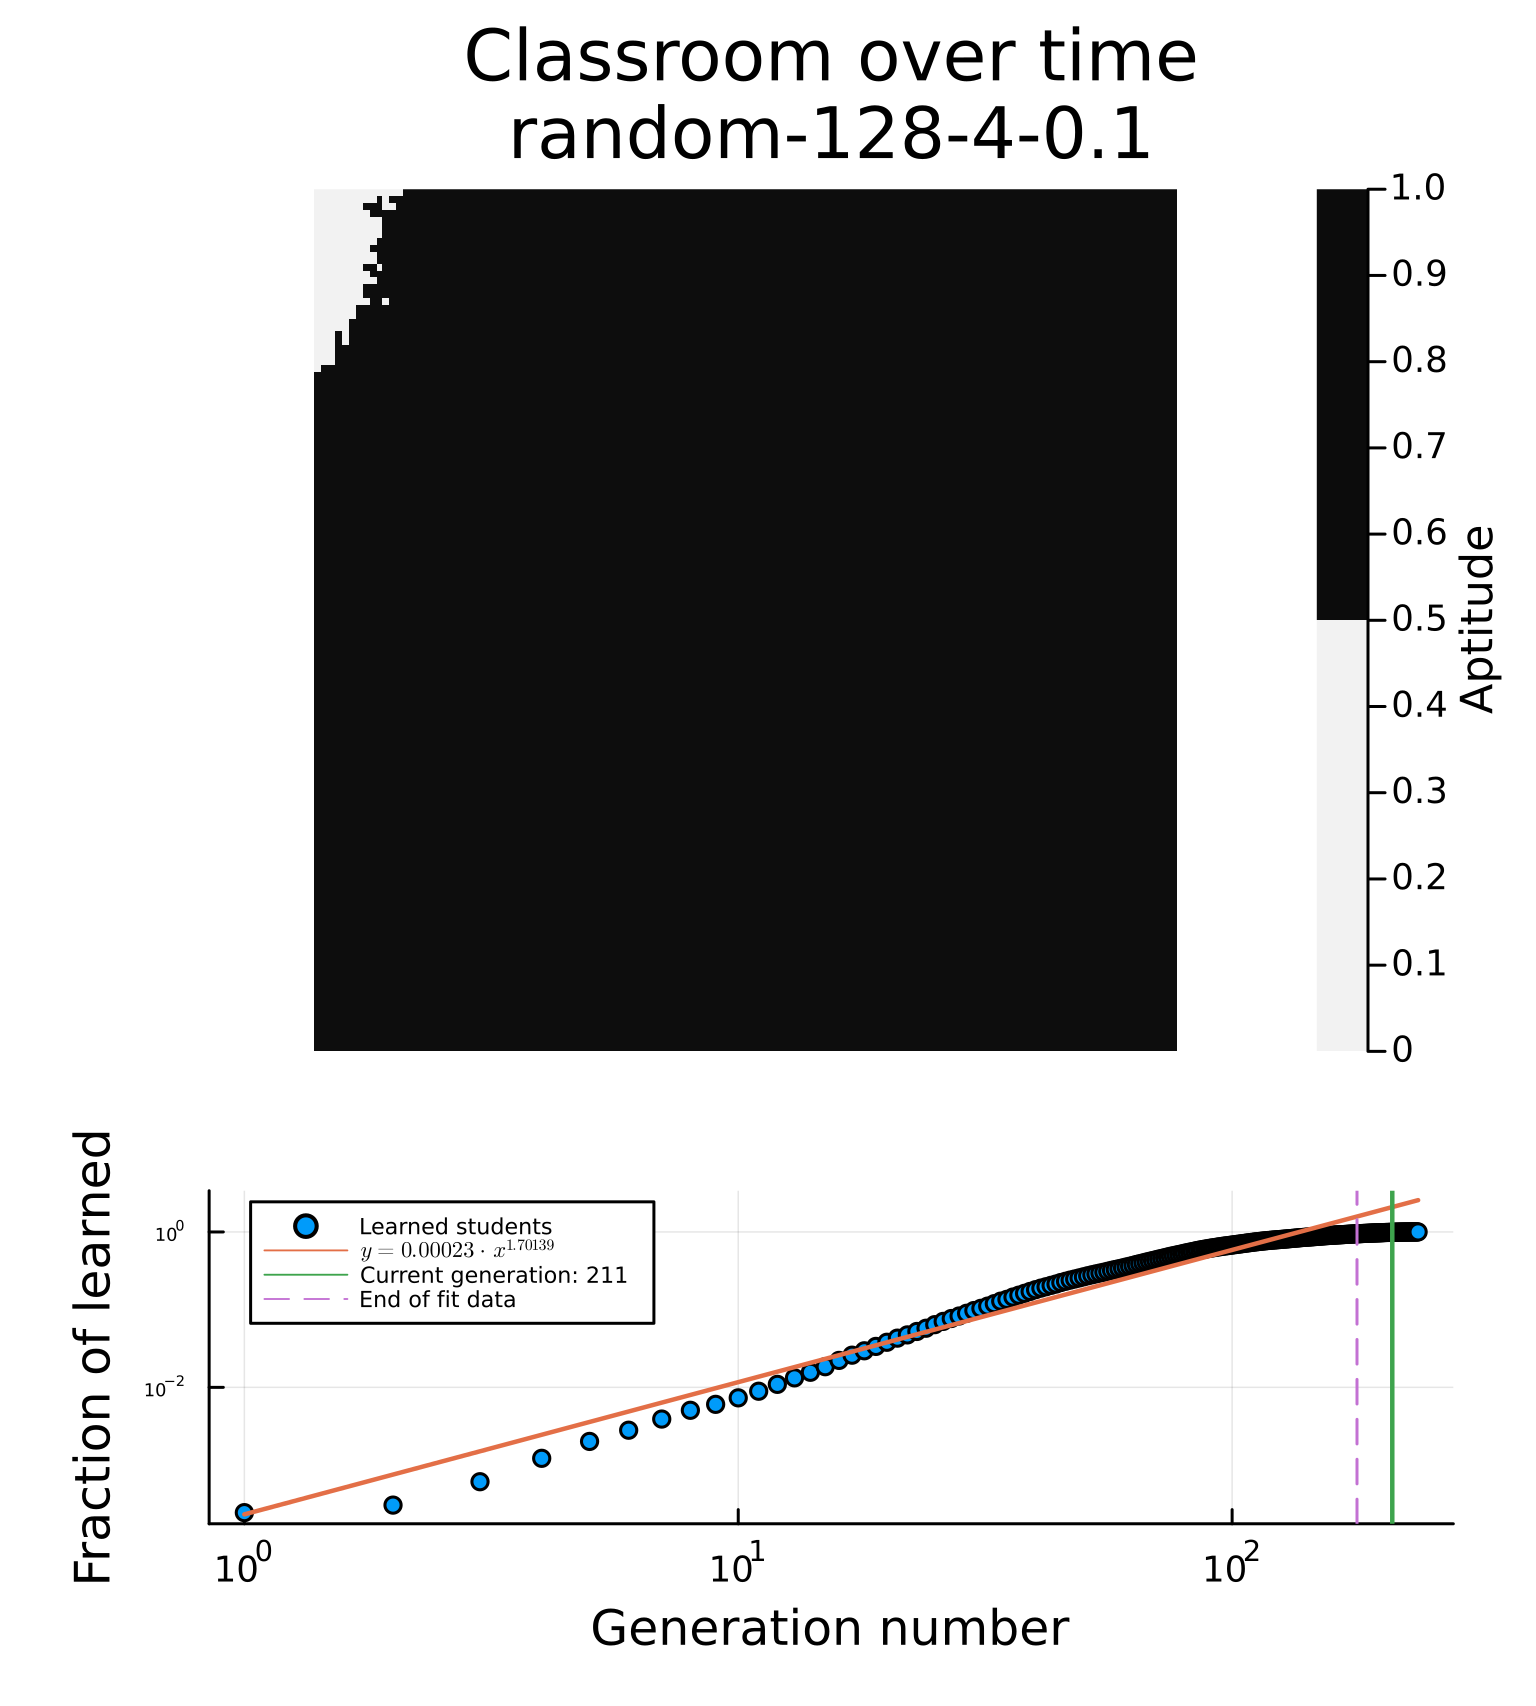 Classroom over time
random-128-4-0.1
1.0
0.9
0.8
0.7
0.6
0.5
0.4
0.3
0.2
0.1
0
Aptitude
Fraction of learned
10⁰
10⁻²
Learned students
y = 0.00023 · x^1.70139
Current generation: 211
End of fit data
10⁰
10¹
10²
Generation number